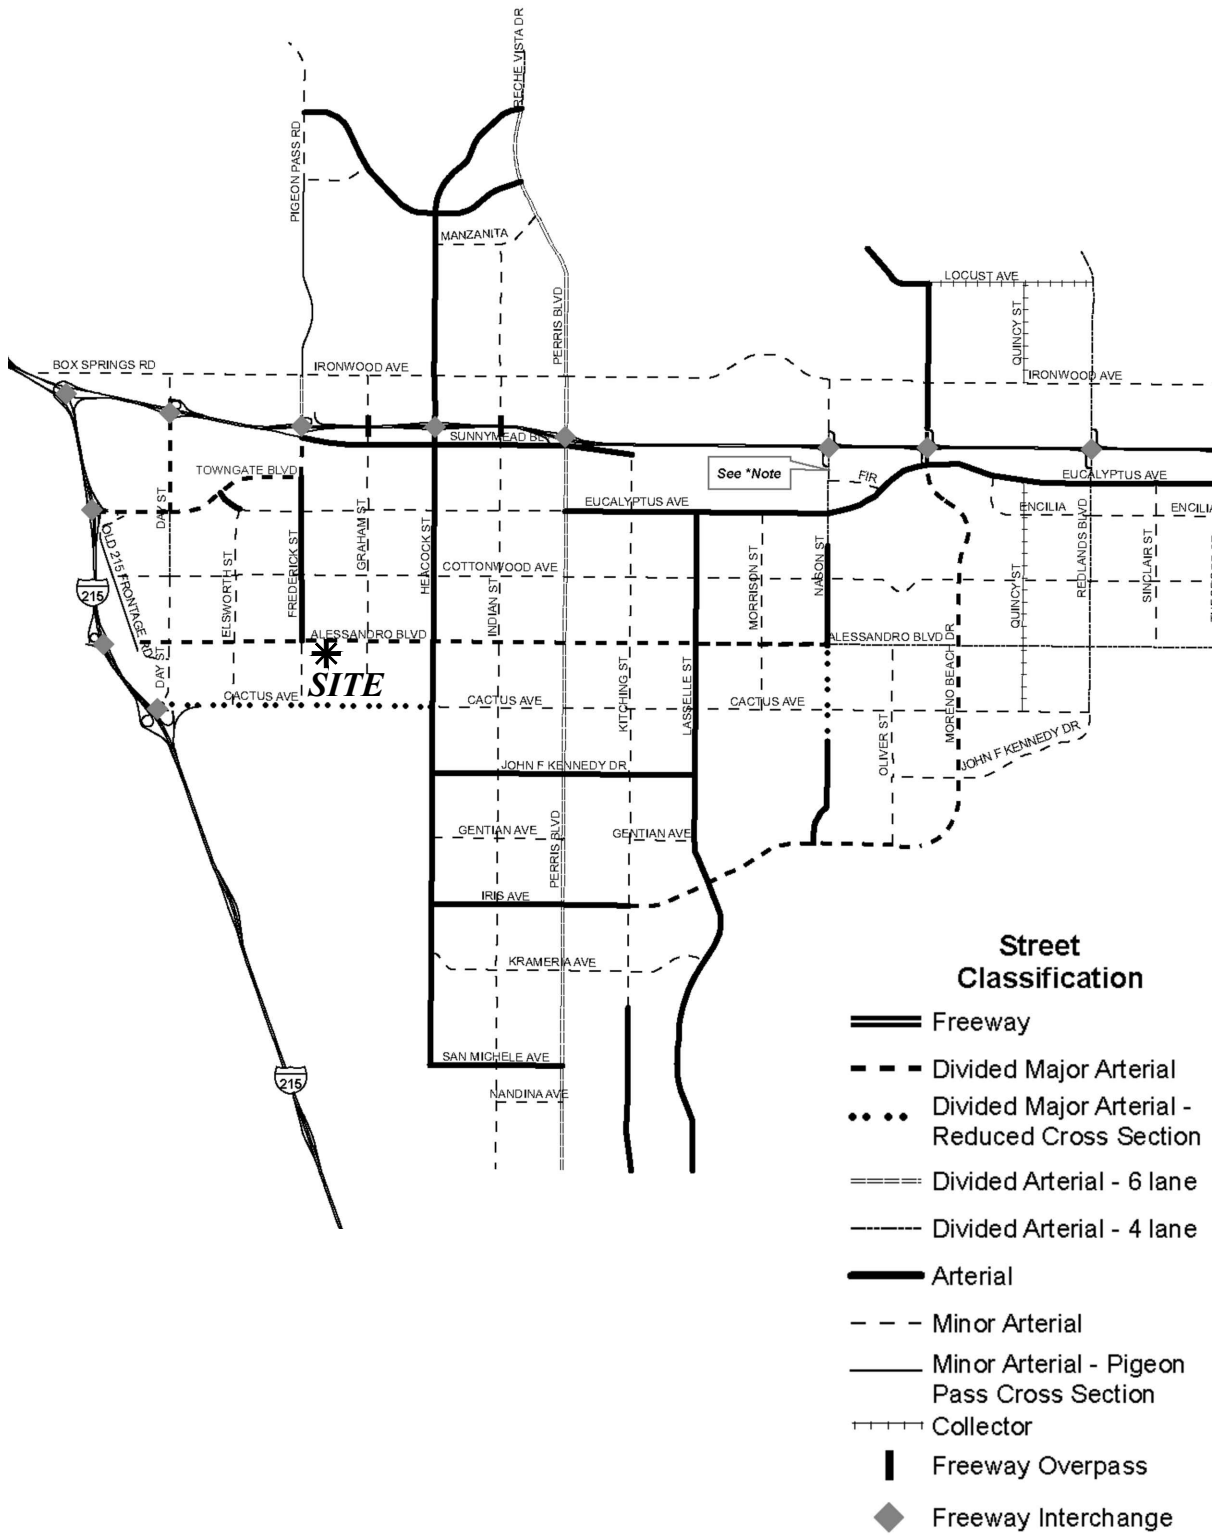 RECHE VISTA DR
PIGEON PASS RD
MANZANITA
PERRIS BLVD
LOCUST AVE
QUINCY ST
BOX SPRINGS RD
IRONWOOD AVE
IRONWOOD AVE
SUNNYMEAD BL
TOWNGATE BLVD
See *Note
FIR
EUCALYPTUS AVE
DAY ST
EUCALYPTUS AVE
ENCILIA
ENCILIA
OLD 215 FRONTAGE RD
ELSWORTH ST
FREDERICK ST
GRAHAM ST
HEACOCK ST
COTTONWOOD AVE
INDIAN ST
MORRISON ST
NASON ST
QUINCY ST
REDLANDS BLVD
SINCLAIR ST
215
ALESSANDRO BLVD
ALESSANDRO BLVD
DAY ST
SITE
CACTUS AVE
CACTUS AVE
KITCHING ST
LASSELLE ST
CACTUS AVE
OLIVER ST
MORENO BEACH DR
JOHN F KENNEDY DR
JOHN F KENNEDY DR
GENTIAN AVE
PERRIS BLVD
GENTIAN AVE
IRIS AVE
KRAMERIA AVE
SAN MICHELE AVE
215
NANDINA AVE
Street
Classification
Freeway
Divided Major Arterial
Divided Major Arterial -
Reduced Cross Section
Divided Arterial - 6 lane
Divided Arterial - 4 lane
Arterial
Minor Arterial
Minor Arterial - Pigeon
Pass Cross Section
Collector
Freeway Overpass
Freeway Interchange